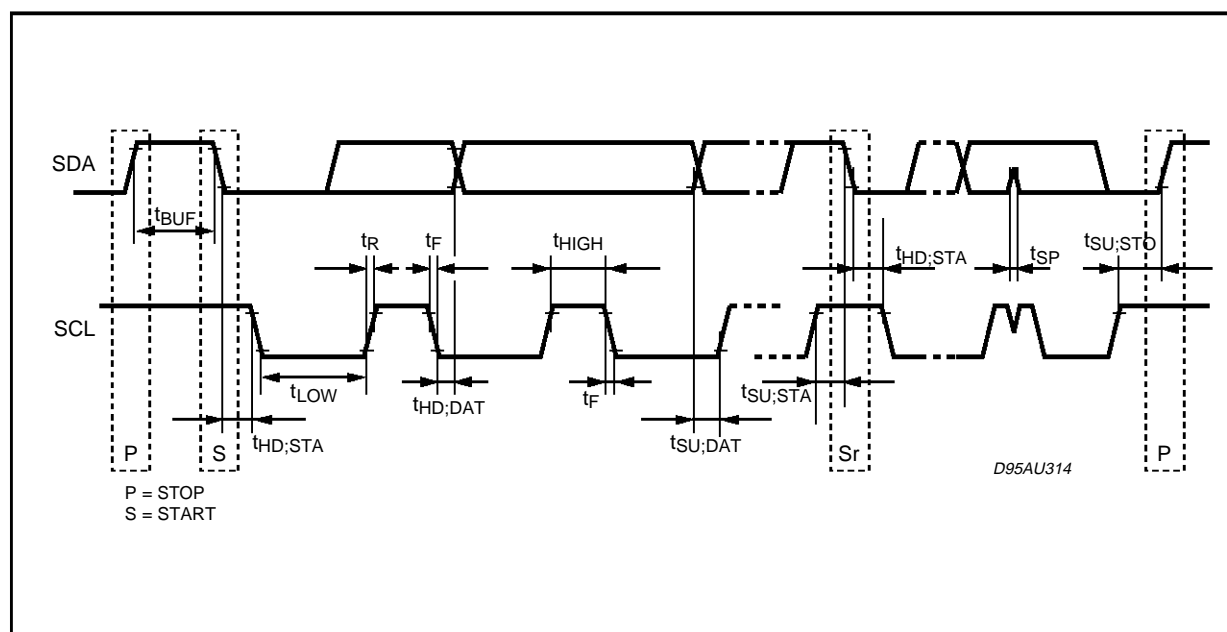 SDA
tBUF
tR
tF
tHIGH
tHD;STA
tSP
tSU;STO
SCL
tLOW
tHD;DAT
tF
tSU;STA
tHD;STA
tSU;DAT
P
S
Sr
D95AU314
P
P = STOP
S = START